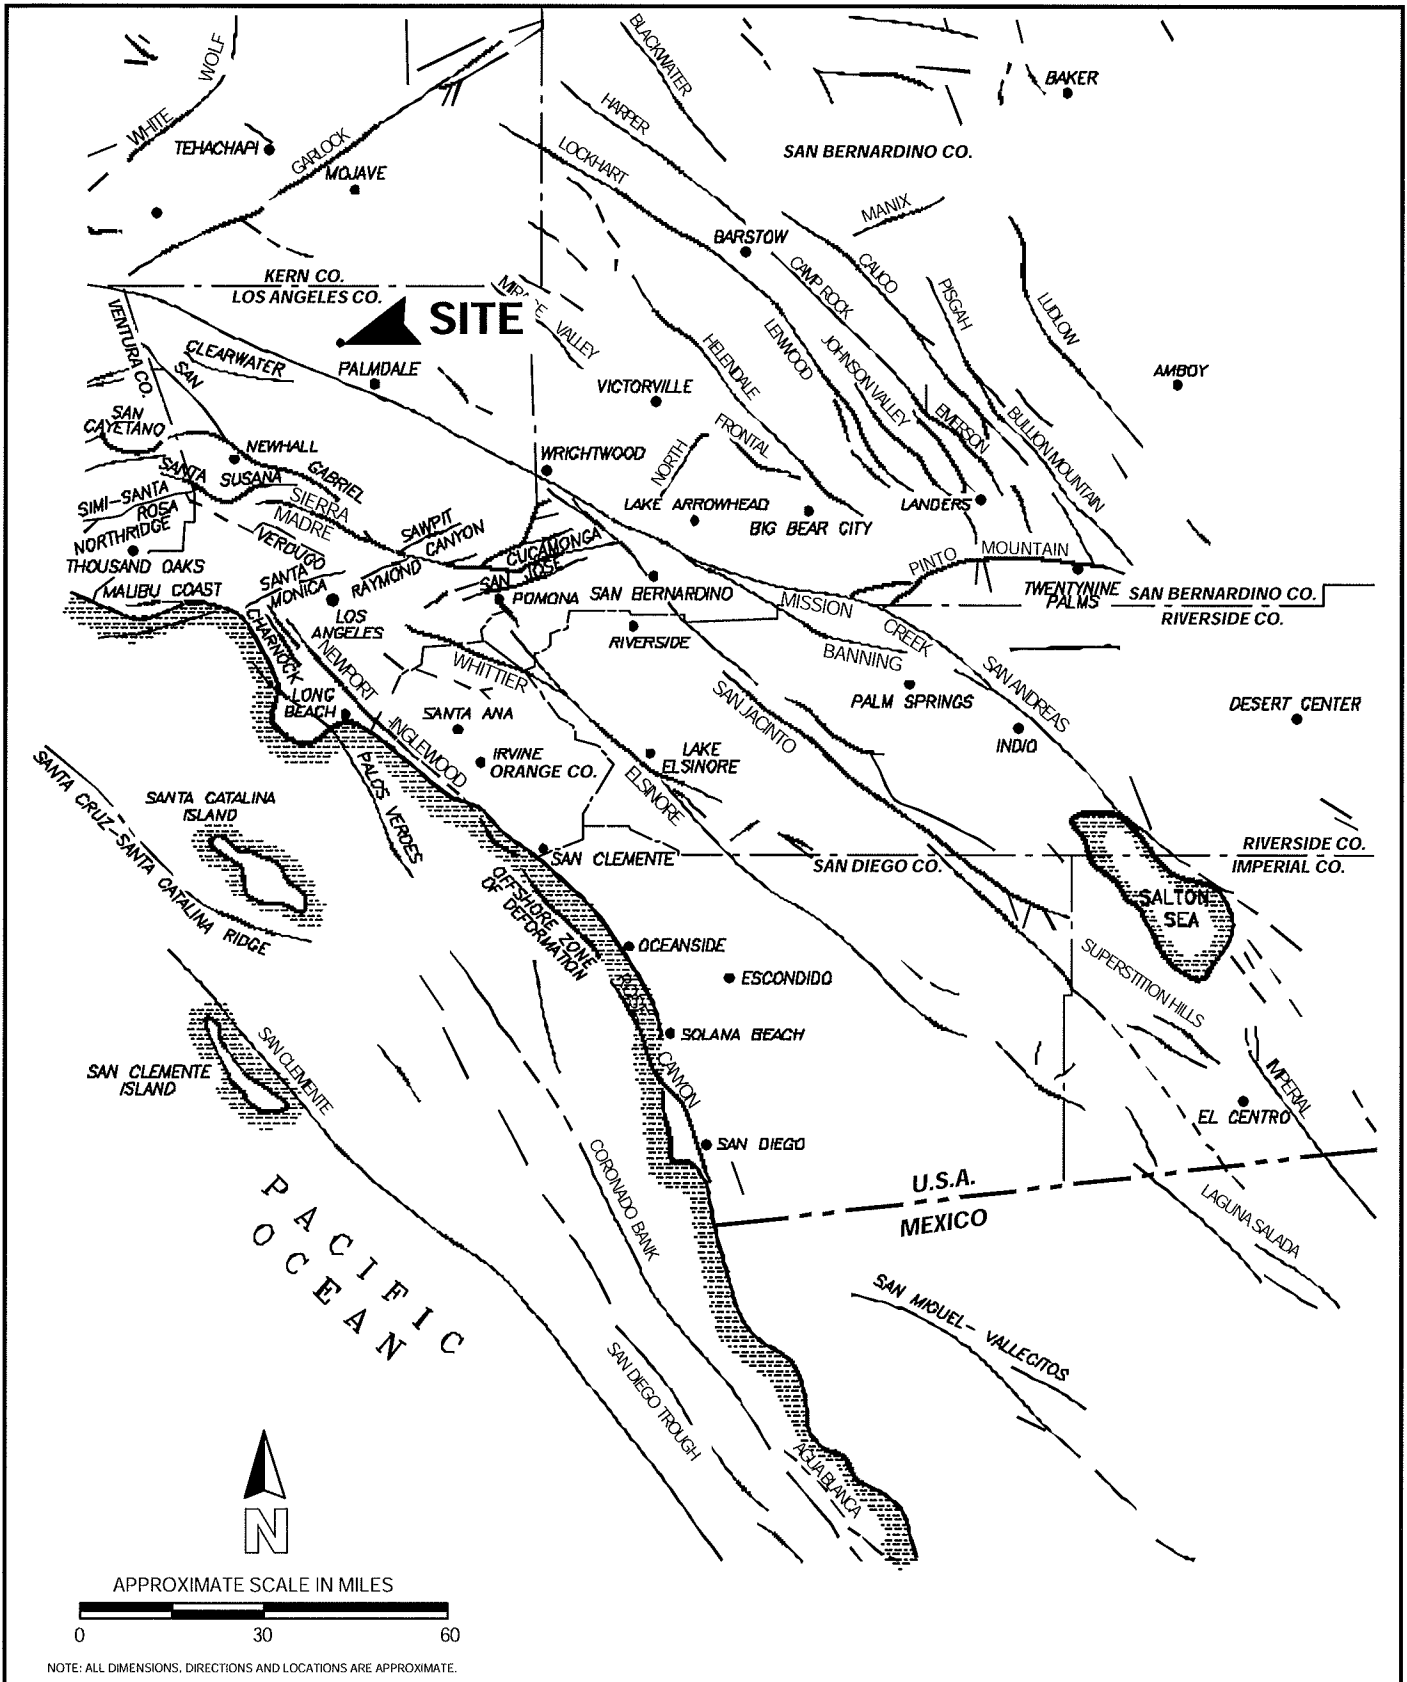 WHITE
WOLF
TEHACHAPI
GARLOCK
MOJAVE
BLACKWATER
HARPER
LOCKHART
BAKER
SAN BERNARDINO CO.
MANIX
BARSTOW
CALICO
CAMP ROCK
PISGAH
LUDLOW
KERN CO.
LOS ANGELES CO.
SITE
VALLEY
VENTURA CO.
CLEARWATER
SAN
PALMDALE
VICTORVILLE
HELENDALE
LENWOOD
JOHNSON VALLEY
EMERSON
BULLION MOUNTAIN
AMBOY
SAN
CAYETANO
NEWHALL
GABRIEL
SANTA
SUSANA
SIMI-SANTA
ROSA
NORTHRIDGE
THOUSAND OAKS
SIERRA
MADRE
VERDUGO
SAWPIT
CANYON
WRIGHTWOOD
NORTH
FRONTAL
LAKE ARROWHEAD
BIG BEAR CITY
LANDERS
CUCAMONGA
SAN
JOSE
POMONA
SANTA
MONICA
RAYMOND
MALIBU COAST
LOS
ANGELES
SAN BERNARDINO
RIVERSIDE
PINTO
MOUNTAIN
TWENTYNINE
PALMS
SAN BERNARDINO CO.
RIVERSIDE CO.
MISSION
CREEK
BANNING
CHARNOCK
NEWPORT
-INGLEWOOD
WHITTIER
LONG
BEACH
SANTA ANA
IRVINE
ORANGE CO.
LAKE
ELSINORE
ELSINORE
SAN JACINTO
PALM SPRINGS
SAN ANDREAS
INDIO
DESERT CENTER
PALOS VERDES
SANTA CRUZ-SANTA CATALINA RIDGE
SANTA CATALINA
ISLAND
SAN CLEMENTE
SAN DIEGO CO.
RIVERSIDE CO.
IMPERIAL CO.
SALTON
SEA
OFFSHORE ZONE
OF DEFORMATION
OCEANSIDE
ESCONDIDO
SUPERSTITION HILLS
SOLANA BEACH
CANYON
SAN CLEMENTE
ISLAND
SAN CLEMENTE
IMPERIAL
EL CENTRO
SAN DIEGO
CORONADO BANK
U.S.A.
MEXICO
LAGUNA SALADA
PACIFIC
OCEAN
SAN MIGUEL- VALLECITOS
SAN DIEGO TROUGH
AGUA BLANCA
N
APPROXIMATE SCALE IN MILES
0 30 60
NOTE: ALL DIMENSIONS, DIRECTIONS AND LOCATIONS ARE APPROXIMATE.